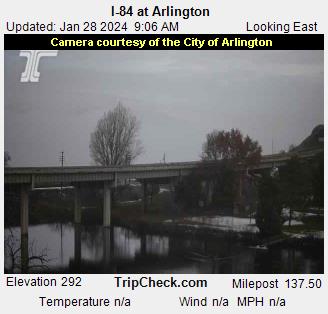 I-84 at Arlington
Updated: Jan 28 2024 9:06 AM Looking East
Camera courtesy of the City of Arlington
Elevation 292 TripCheck.com Milepost 137.50
Temperature n/a Wind n/a MPH n/a